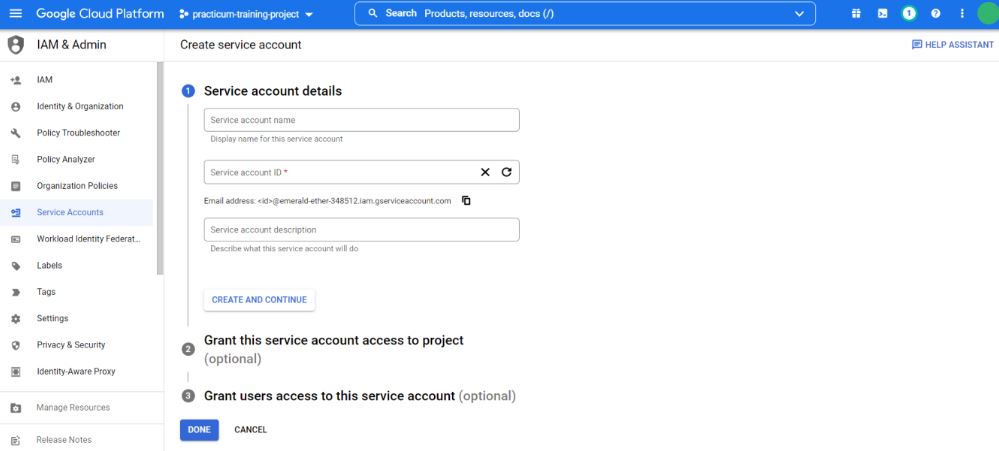 Google Cloud Platform
practicum-training-project
Search Products, resources, docs (/)
1
?
IAM & Admin
Create service account
HELP ASSISTANT
IAM
Identity & Organization
Policy Troubleshooter
Policy Analyzer
Organization Policies
Service Accounts
Workload Identity Federat...
Labels
Tags
Settings
Privacy & Security
Identity-Aware Proxy
Manage Resources
Release Notes
1 Service account details
Service account name
Display name for this service account
Service account ID *
Email address: <id>@emerald-ether-348512.iam.gserviceaccount.com
Service account description
Describe what this service account will do
CREATE AND CONTINUE
2 Grant this service account access to project
(optional)
3 Grant users access to this service account (optional)
DONE CANCEL